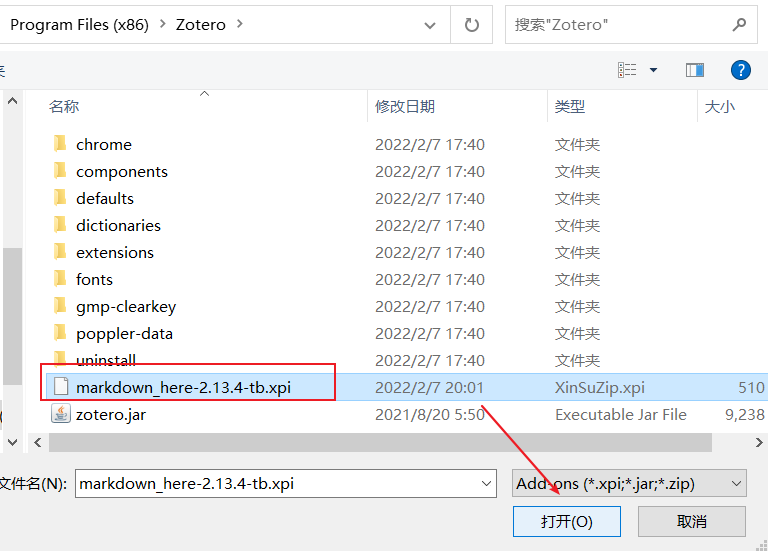 Program Files (x86) > Zotero >
搜索"Zotero"
夹
名称 修改日期 类型 大小
chrome 2022/2/7 17:40 文件夹
components 2022/2/7 17:40 文件夹
defaults 2022/2/7 17:40 文件夹
dictionaries 2022/2/7 17:40 文件夹
extensions 2022/2/7 17:40 文件夹
fonts 2022/2/7 17:40 文件夹
gmp-clearkey 2022/2/7 17:40 文件夹
poppler-data 2022/2/7 17:40 文件夹
uninstall 2022/2/7 17:40 文件夹
markdown_here-2.13.4-tb.xpi 2022/2/7 20:01 XinSuZip.xpi 510
zotero.jar 2021/8/20 5:50 Executable Jar File 9,238
文件名(N): markdown_here-2.13.4-tb.xpi Add-ons (*.xpi;*.jar;*.zip)
打开(O) 取消